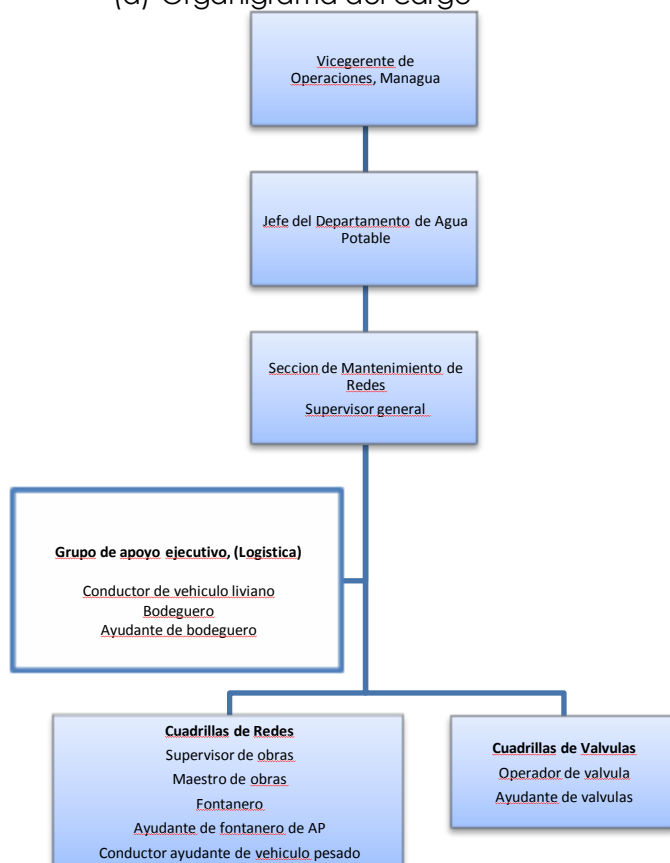 (d) Organigrama del cargo
Vicegerente de
Operaciones, Managua
Jefe del Departamento de Agua
Potable
Seccion de Mantenimiento de
Redes
Supervisor general
Grupo de apoyo ejecutivo, (Logistica)
Conductor de vehiculo liviano
Bodeguero
Ayudante de bodeguero
Cuadrillas de Redes
Supervisor de obras
Maestro de obras
Fontanero
Ayudante de fontanero de AP
Conductor ayudante de vehiculo pesado
Cuadrillas de Valvulas
Operador de valvula
Ayudante de valvulas